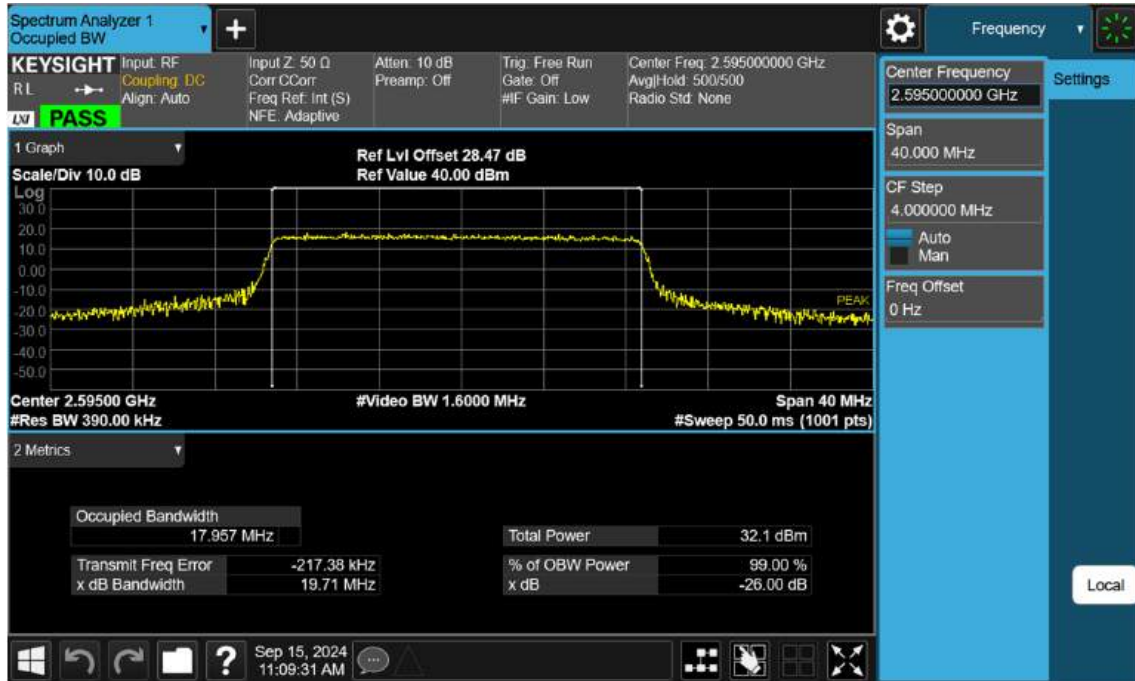 Spectrum Analyzer 1
Occupied BW
+
Frequency
KEYSIGHT
R L
LXI
PASS
Input: RF
Coupling: DC
Align: Auto
Input Z: 50 Ω
Corr CCorr
Freq Ref: Int (S)
NFE: Adaptive
Atten: 10 dB
Preamp: Off
Trig: Free Run
Gate: Off
#IF Gain: Low
Center Freq: 2.595000000 GHz
Avg|Hold: 500/500
Radio Std: None
Center Frequency
2.595000000 GHz
Settings
Span
40.000 MHz
CF Step
4.000000 MHz
Auto
Man
Freq Offset
0 Hz
Local
1 Graph
Scale/Div 10.0 dB
Ref Lvl Offset 28.47 dB
Ref Value 40.00 dBm
Log
30.0
20.0
10.0
0.00
-10.0
-20.0
-30.0
-40.0
-50.0
PEAK
Center 2.59500 GHz
#Video BW 1.6000 MHz
Span 40 MHz
#Res BW 390.00 kHz
#Sweep 50.0 ms (1001 pts)
2 Metrics
Occupied Bandwidth
17.957 MHz
Total Power 32.1 dBm
Transmit Freq Error -217.38 kHz
% of OBW Power 99.00 %
x dB Bandwidth 19.71 MHz
x dB -26.00 dB
?
Sep 15, 2024
11:09:31 AM